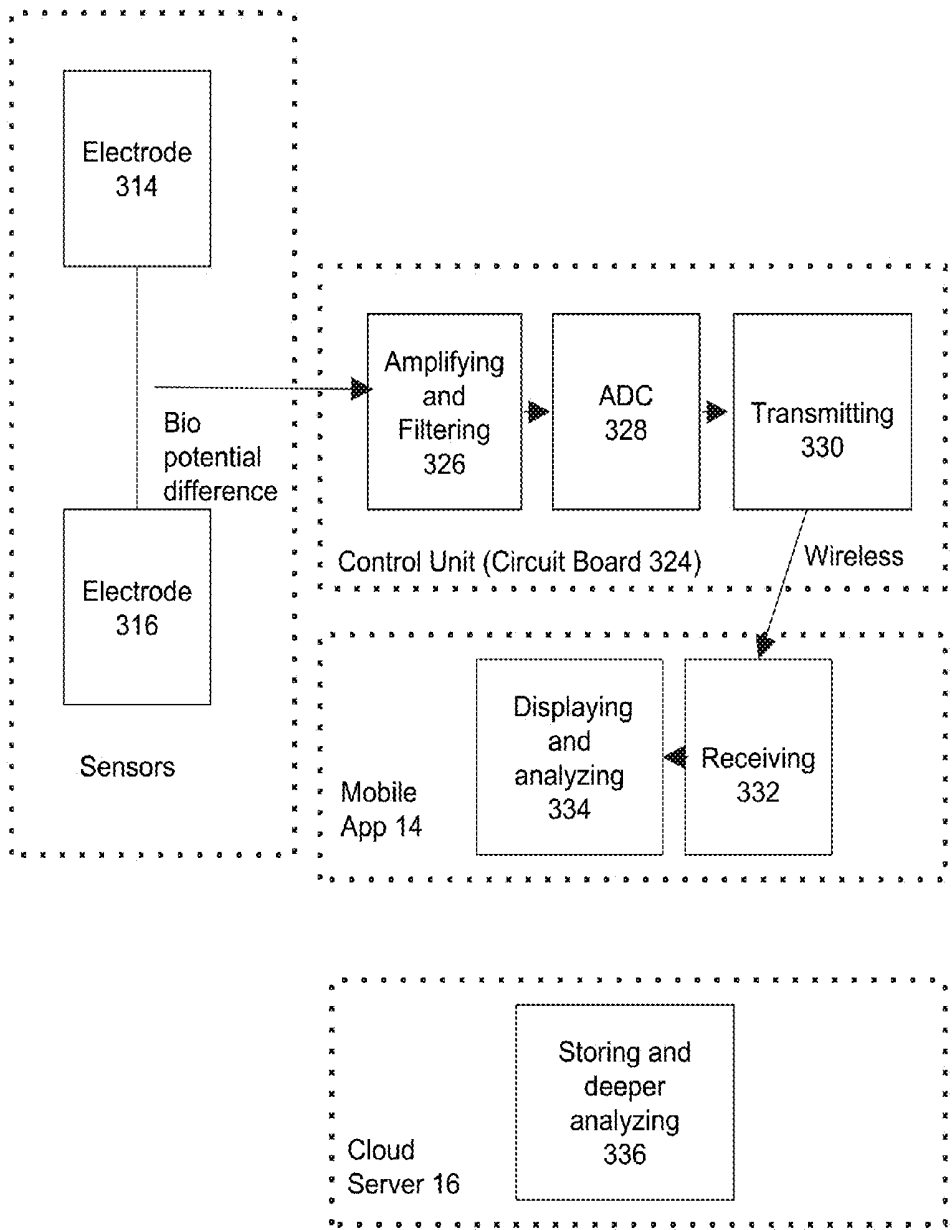 Electrode
314
Bio
potential
difference
Electrode
316
Sensors
Amplifying
and
Filtering
326
ADC
328
Transmitting
330
Control Unit (Circuit Board 324)
Wireless
Displaying
and
analyzing
334
Receiving
332
Mobile
App 14
Storing and
deeper
analyzing
336
Cloud
Server 16